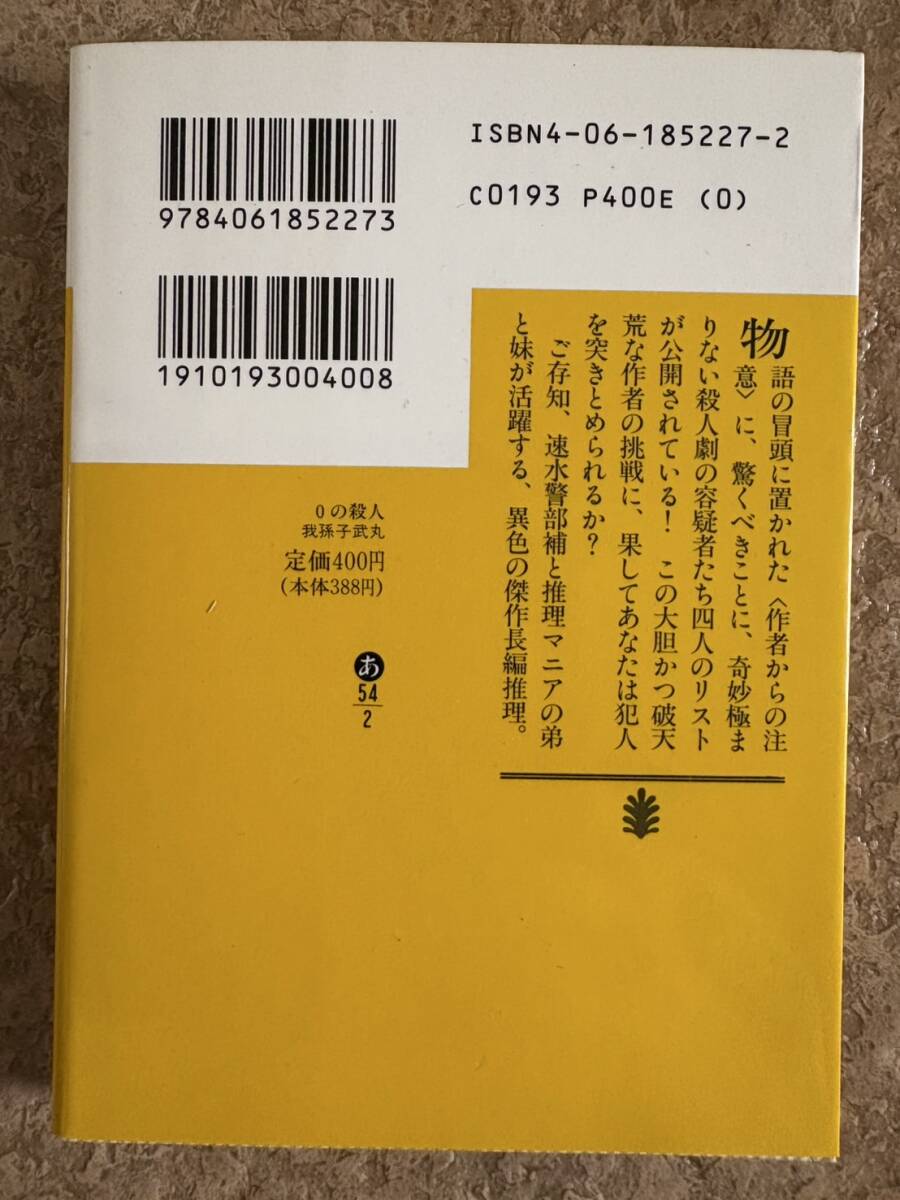 9784061852273
ISBN4-06-185227-2
C0193 P400E (0)
1910193004008
物語の冒頭に置かれた〈作者からの注
意〉に、驚くべきことに、奇妙極ま
りない殺人劇の容疑者たち四人のリスト
が公開されている！ この大胆かつ破天
荒な作者の挑戦に、果してあなたは犯人
を突きとめられるか？
ご存知、速水警部補と推理マニアの弟
と妹が活躍する、異色の傑作長編推理。
0の殺人
我孫子武丸
定価400円
(本体388円)
あ
54
2